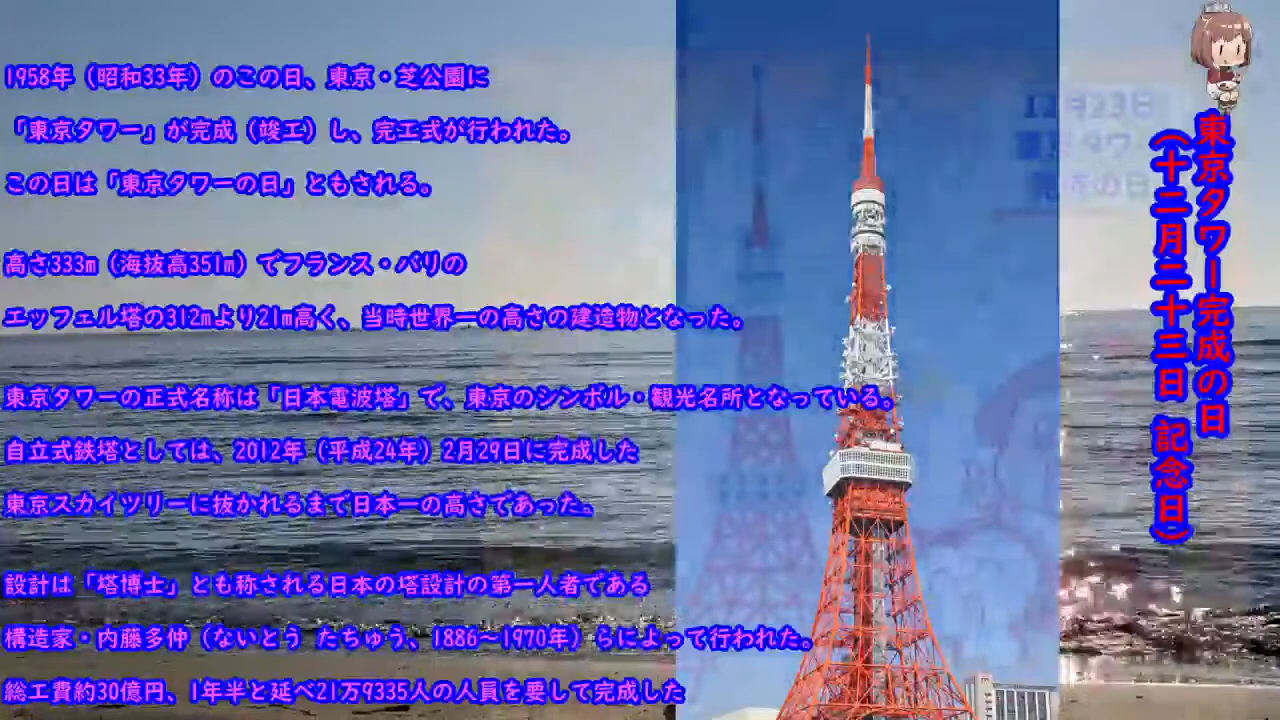 東京タワー完成の日
（十二月二十三日 記念日）
1958年（昭和33年）のこの日、東京・芝公園に
「東京タワー」が完成（竣工）し、完工式が行われた。
この日は「東京タワーの日」ともされる。
高さ333m（海抜高351m）でフランス・パリの
エッフェル塔の312mより21m高く、当時世界一の高さの建造物となった。
東京タワーの正式名称は「日本電波塔」で、東京のシンボル・観光名所となっている。
自立式鉄塔としては、2012年（平成24年）2月29日に完成した
東京スカイツリーに抜かれるまで日本一の高さであった。
設計は「塔博士」とも称される日本の塔設計の第一人者である
構造家・内藤多仲（ないとう たちゅう、1886～1970年）らによって行われた。
総工費約30億円、1年半と延べ21万9335人の人員を要して完成した